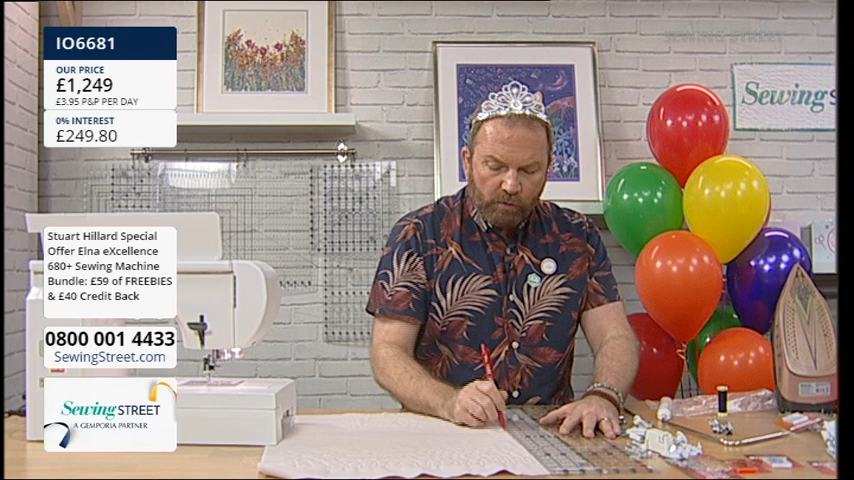 IO6681
OUR PRICE
£1,249
£3.95 P&P PER DAY
0% INTEREST
£249.80
Stuart Hillard Special
Offer Elna eXcellence
680+ Sewing Machine
Bundle: £59 of FREEBIES
& £40 Credit Back
0800 001 4433
SewingStreet.com
Sewing STREET
A GEMPORIA PARTNER
SEWING STREET
Sewing S